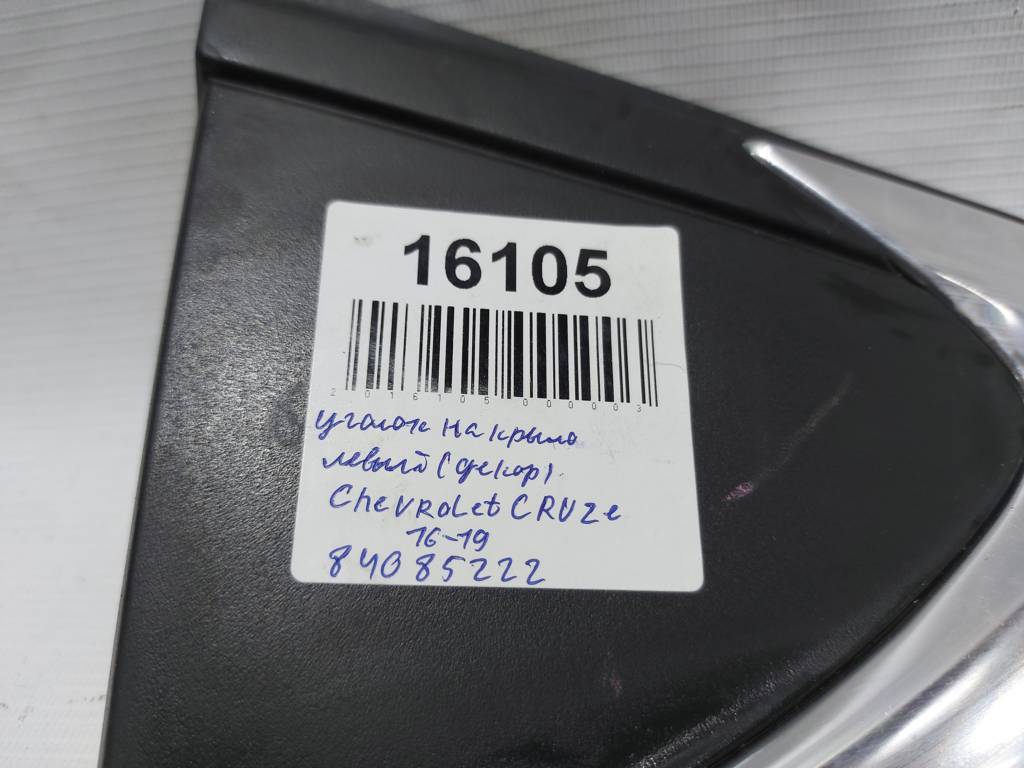 16105
2016105000003
уголок на крыло
левый (декор).
Chevrolet CRUZe
16-19
84085222